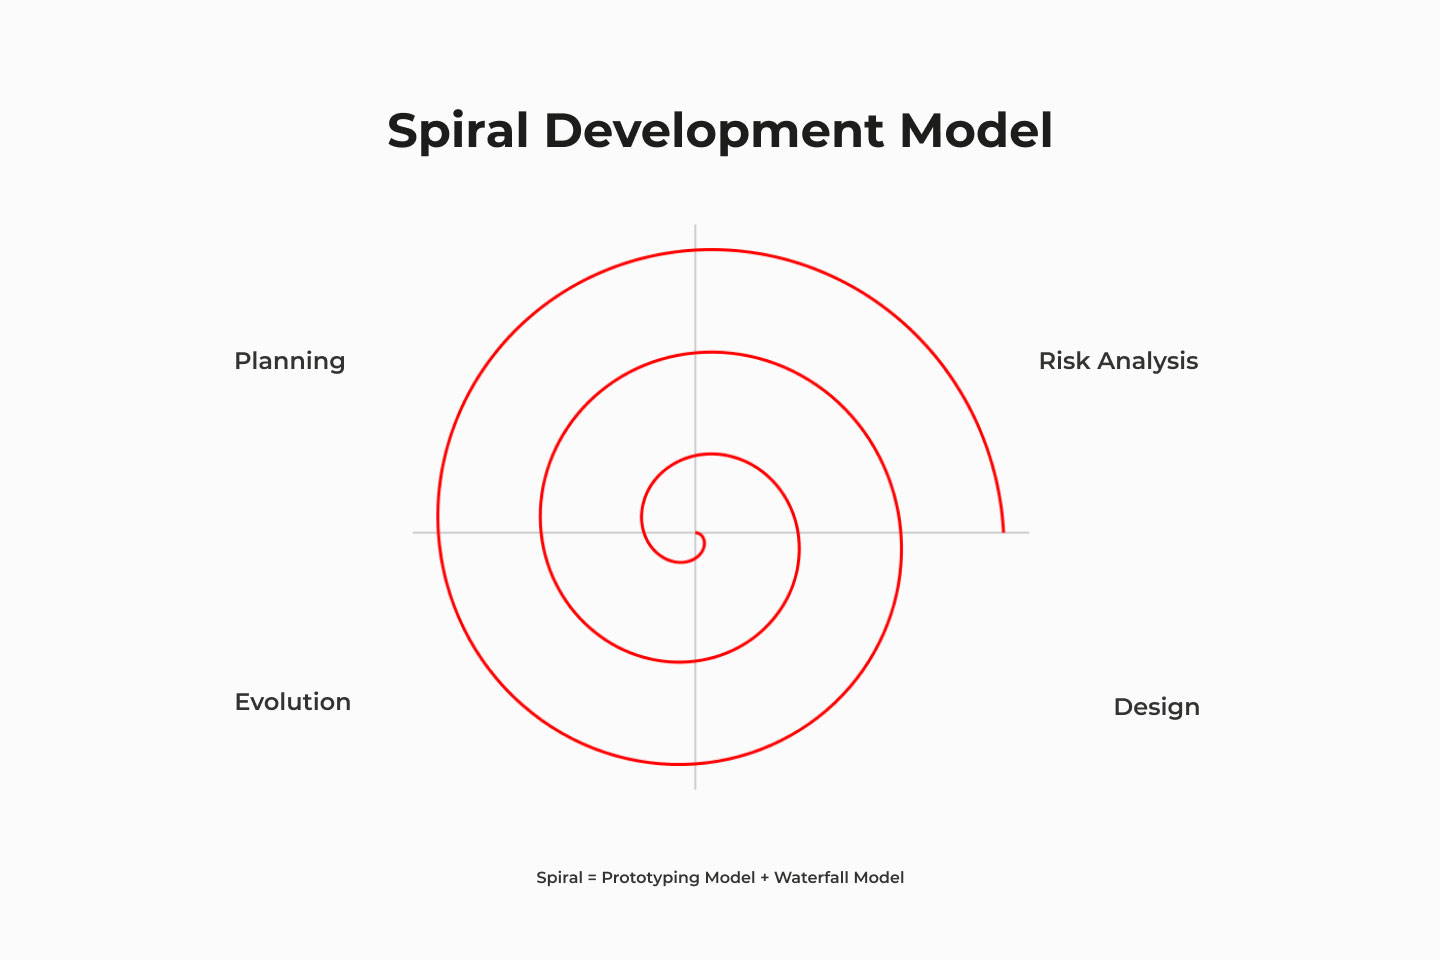 Spiral Development Model
Planning
Risk Analysis
Evolution
Design
Spiral = Prototyping Model + Waterfall Model